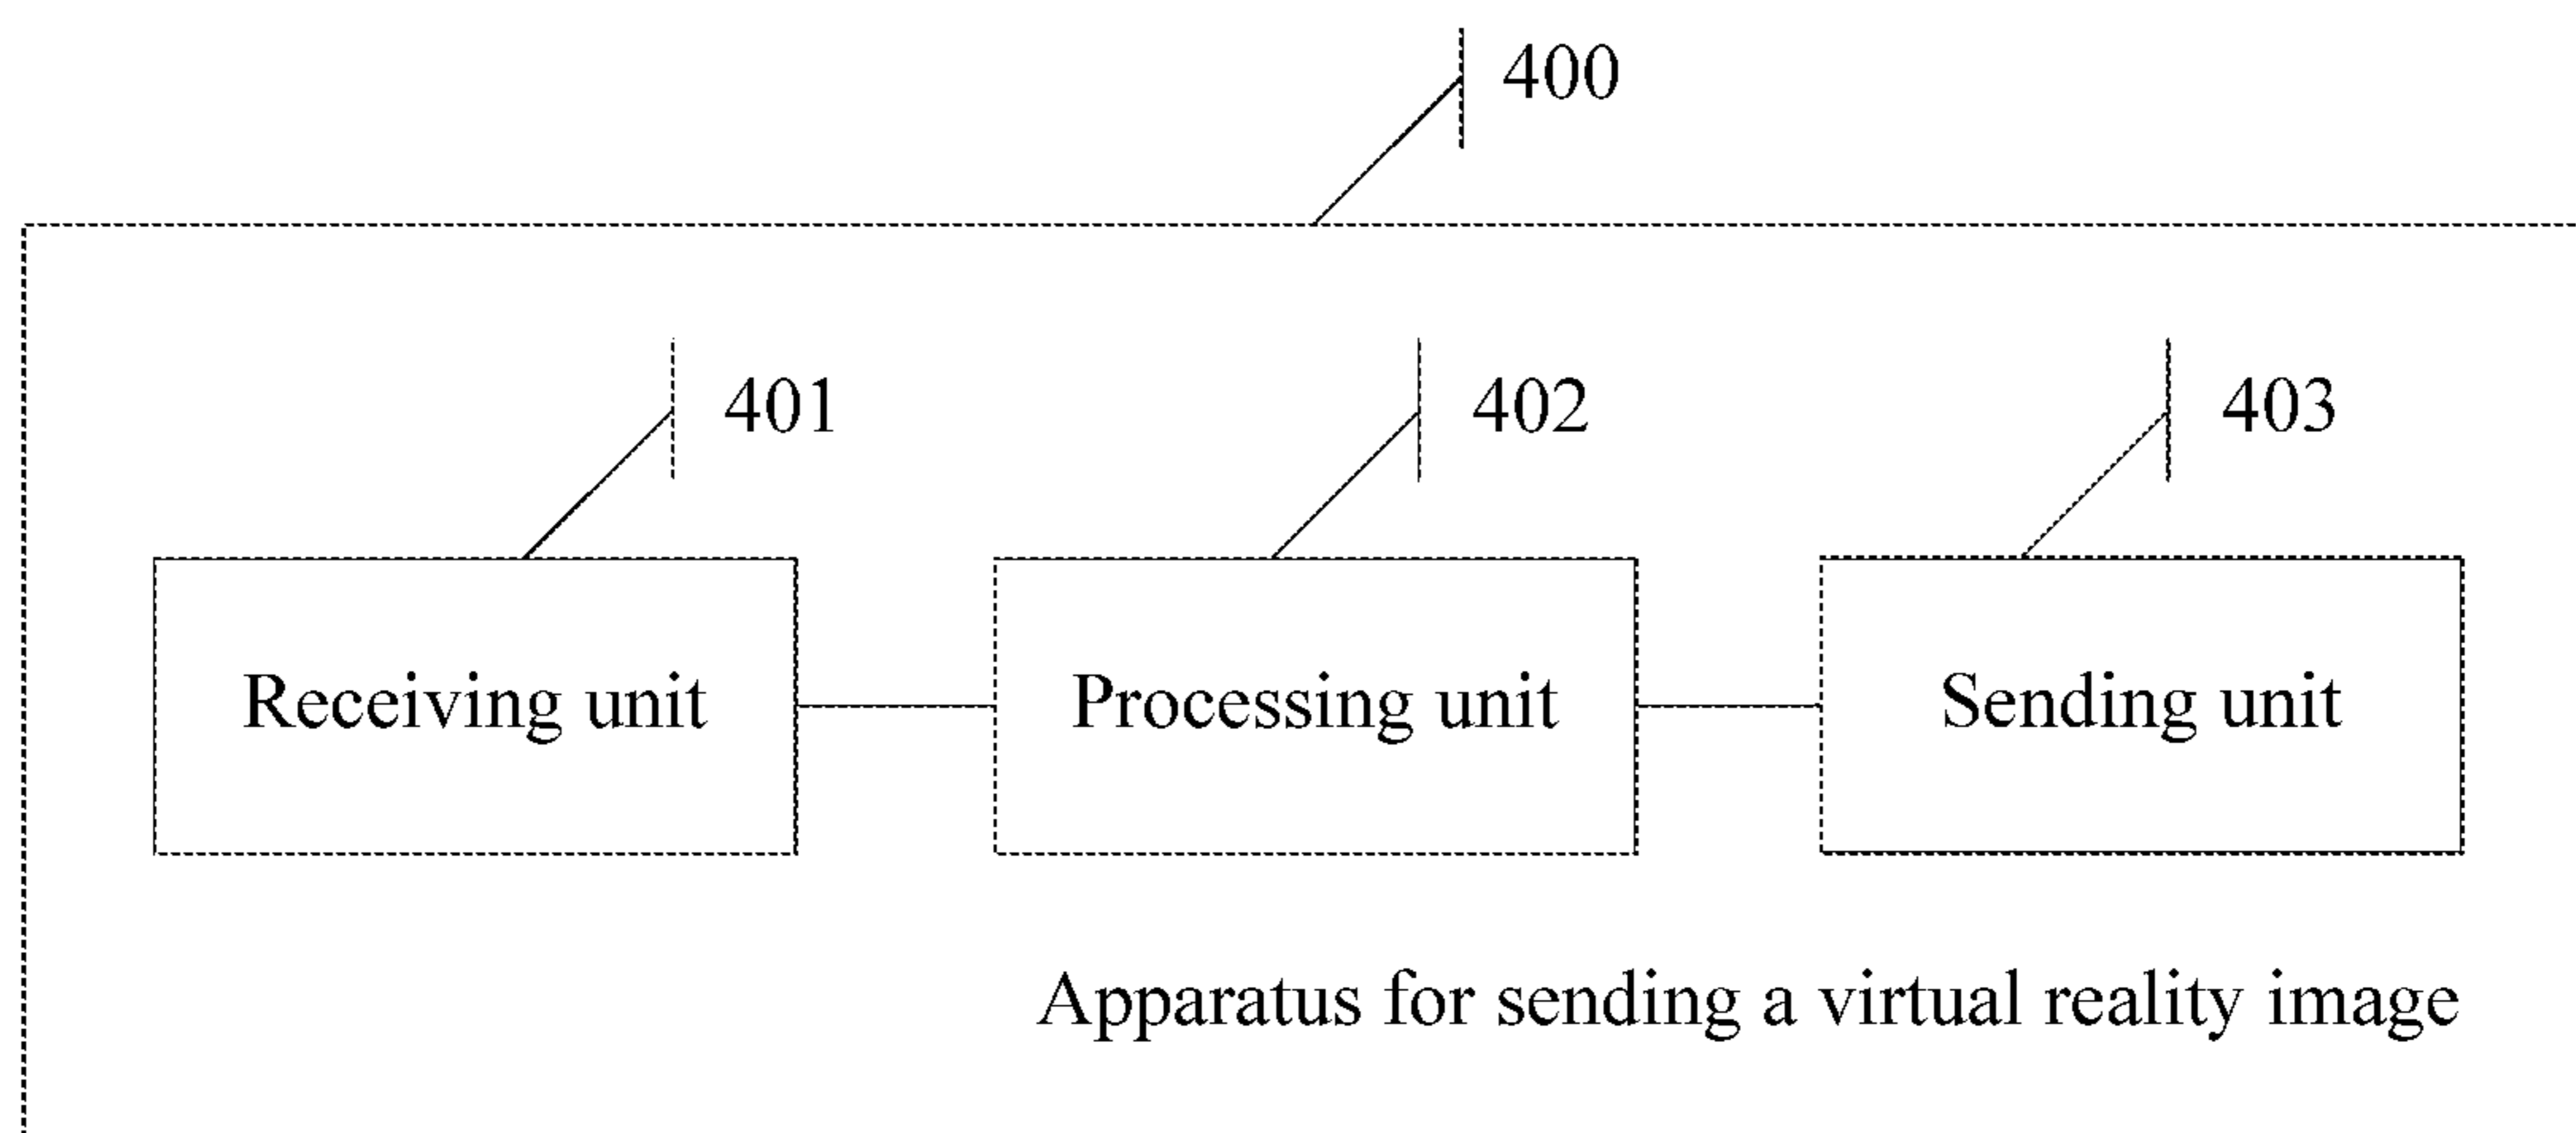 400
401
402
403
Receiving unit
Processing unit
Sending unit
Apparatus for sending a virtual reality image